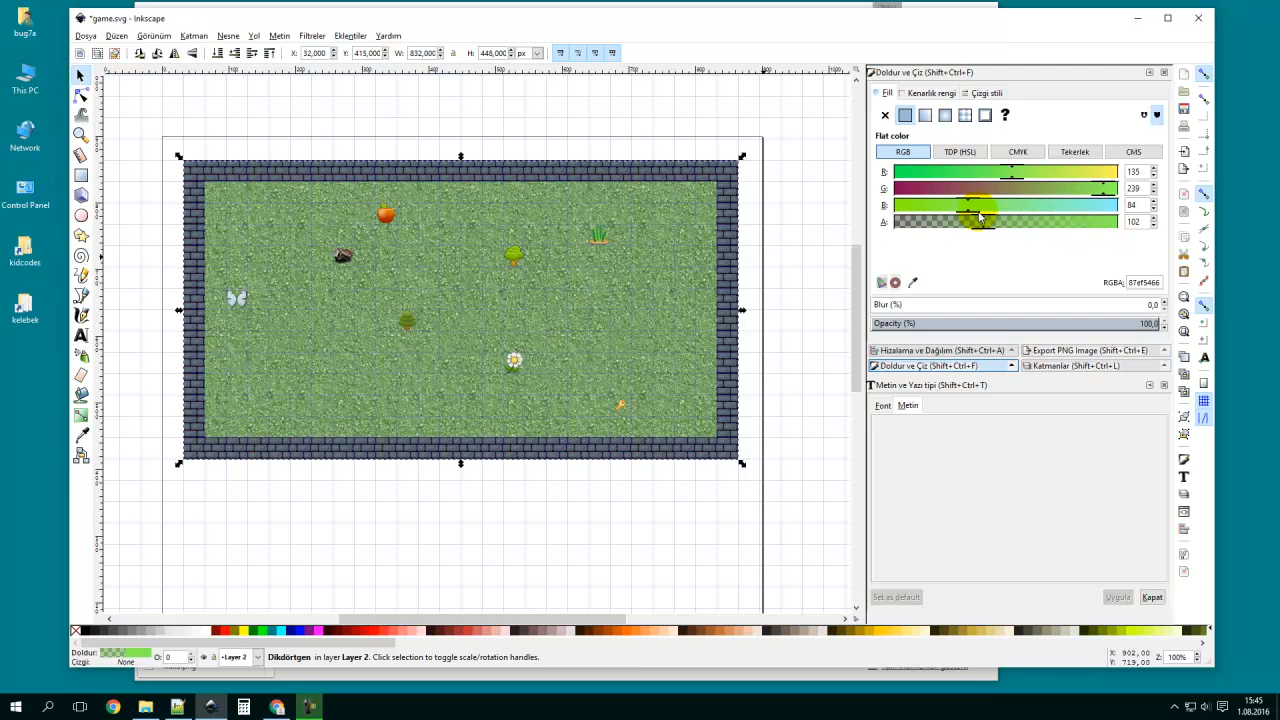 *game.svg - Inkscape
bug7a
This PC
Network
Control Panel
kidcodes
kelebek
Dosya Düzen Görünüm Katman Nesne Yol Metin Filtreler Eklentiler Yardım
X: 32,000 Y: 415,000 W: 832,000 H: 448,000 px
Doldur ve Çiz (Shift+Ctrl+F)
Fill Kenarlık rengi Çizgi stili
?
Flat color
RGB TDP (HSL) CMYK Tekerlek CMS
R: 135
G: 239
B: 84
A: 102
RGBA: 87ef5466
Blur (%) 0,0
Opacity (%) 100,0
Hizalama ve Dağılım (Shift+Ctrl+A) Export PNG Image (Shift+Ctrl+E)
Doldur ve Çiz (Shift+Ctrl+F) Katmanlar (Shift+Ctrl+L)
Metin ve Yazı tipi (Shift+Ctrl+T)
Font Metin
Set as default Uygula Kapat
Doldur: O: 0 Layer 2 Dikdörtgen in layer Layer 2. Click selection to toggle scale/rotation handles.
Çizgi: None
X: 902,00
Y: 719,00
Z: 100%
15:45
1.08.2016